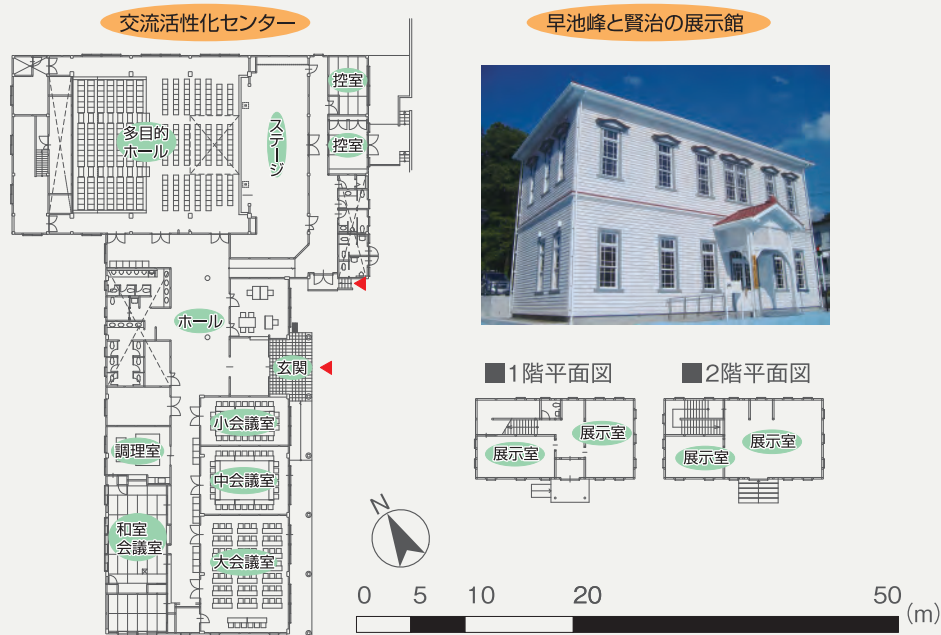 交流活性化センター
早池峰と賢治の展示館
控室
控室
多目的
ホール
ステージ
ホール
玄関
小会議室
調理室
中会議室
和室
会議室
大会議室
■1階平面図
展示室
展示室
■2階平面図
展示室
展示室
N
0 5 10 20 50 (m)